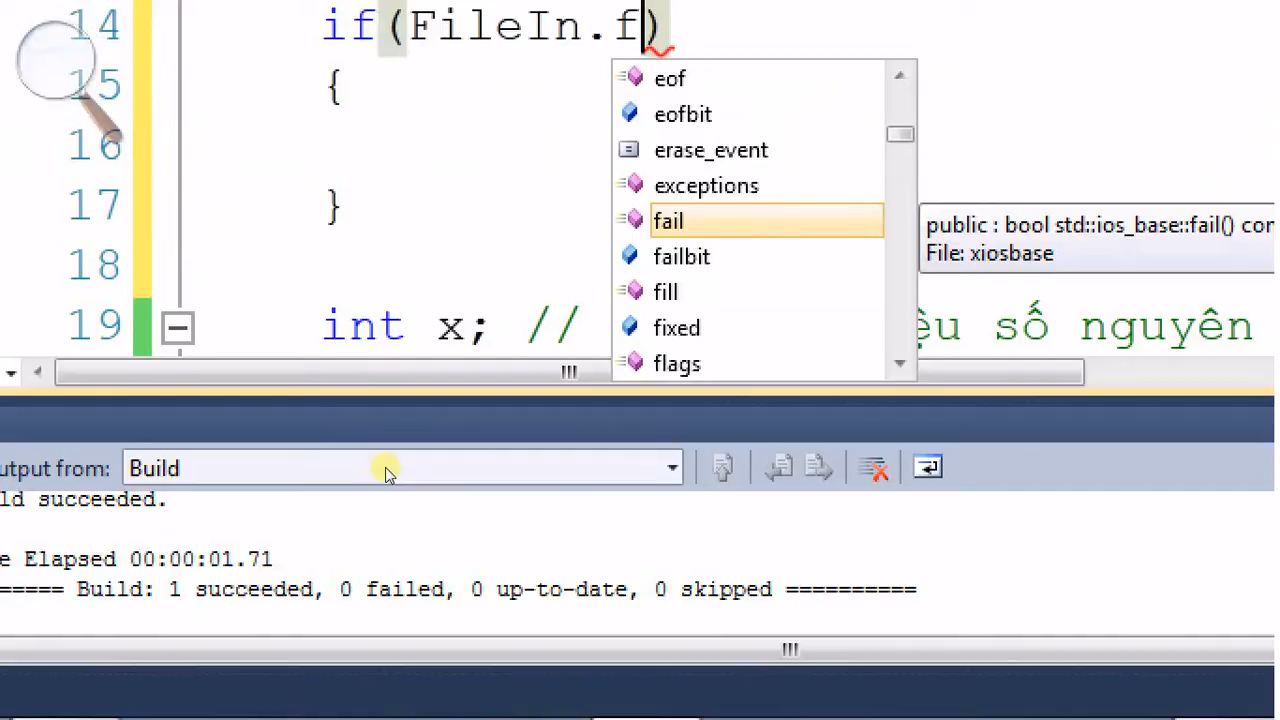 14 if(FileIn.f)
eof
15 {
eofbit
16 erase_event
exceptions
17 }
fail
public : bool std::ios_base::fail() con
File: xiosbase
failbit
18
fill
19 int x; // ệu số nguyên
fixed
flags
utput from: Build
ld succeeded.
e Elapsed 00:00:01.71
===== Build: 1 succeeded, 0 failed, 0 up-to-date, 0 skipped ==========